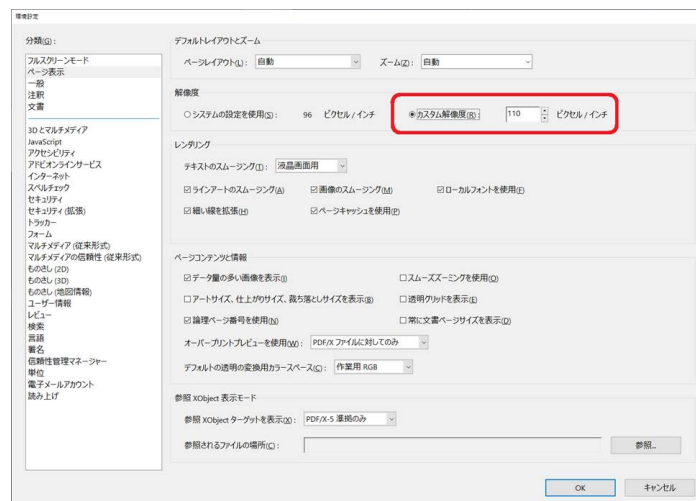 環境設定
分類(G):
フルスクリーンモード
ページ表示
一般
注釈
文書
3D とマルチメディア
JavaScript
アクセシビリティ
アドビオンラインサービス
インターネット
スペルチェック
セキュリティ
セキュリティ (拡張)
トラッカー
フォーム
マルチメディア (従来形式)
マルチメディアの信頼性 (従来形式)
ものさし (2D)
ものさし (3D)
ものさし (地図情報)
ユーザー情報
レビュー
検索
言語
署名
信頼性管理マネージャー
単位
電子メールアカウント
読み上げ
デフォルトレイアウトとズーム
ページレイアウト(L): 自動 ズーム(Z): 自動
解像度
システムの設定を使用(S): 96 ピクセル / インチ カスタム解像度(R): 110 ピクセル / インチ
レンダリング
テキストのスムージング(T): 液晶画面用
ラインアートのスムージング(A) 画像のスムージング(M) ローカルフォントを使用(F)
細い線を拡張(H) ページキャッシュを使用(P)
ページコンテンツと情報
データ量の多い画像を表示(I) スムーズズーミングを使用(O)
アートサイズ、仕上がりサイズ、裁ち落としサイズを表示(B) 透明グリッドを表示(E)
論理ページ番号を使用(N) 常に文書ページサイズを表示(D)
オーバープリントプレビューを使用(W): PDF/X ファイルに対してのみ
デフォルトの透明の変換用カラースペース(C): 作業用 RGB
参照 XObject 表示モード
参照 XObject ターゲットを表示(X): PDF/X-5 準拠のみ
参照されるファイルの場所(C): 参照...
OK キャンセル